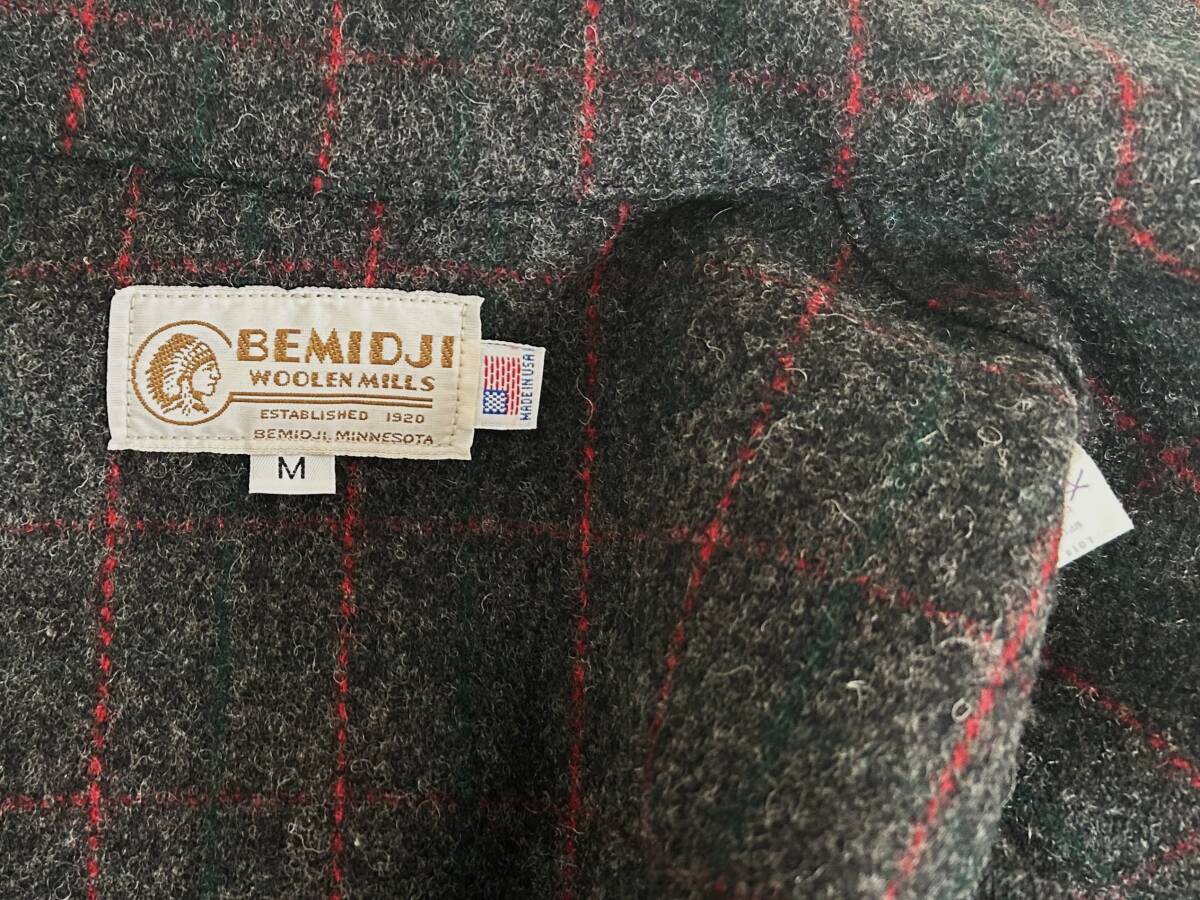 BEMIDJI
WOOLEN MILLS
ESTABLISHED 1920
BEMIDJI, MINNESOTA
MADE IN USA
M